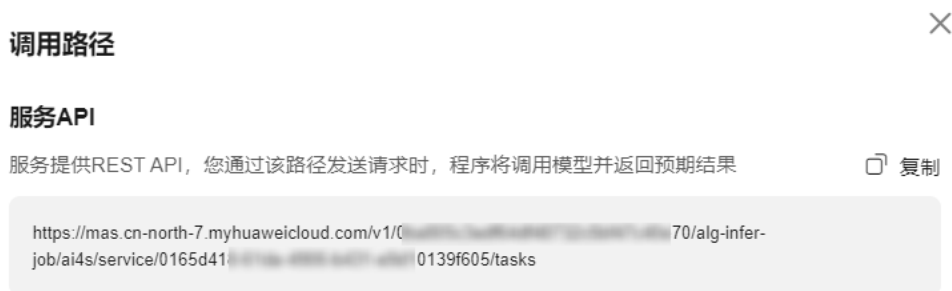 调用路径
服务API
服务提供REST API，您通过该路径发送请求时，程序将调用模型并返回预期结果
复制
https://mas.cn-north-7.myhuaweicloud.com/v1/0 70/alg-infer-
job/ai4s/service/0165d41 0139f605/tasks